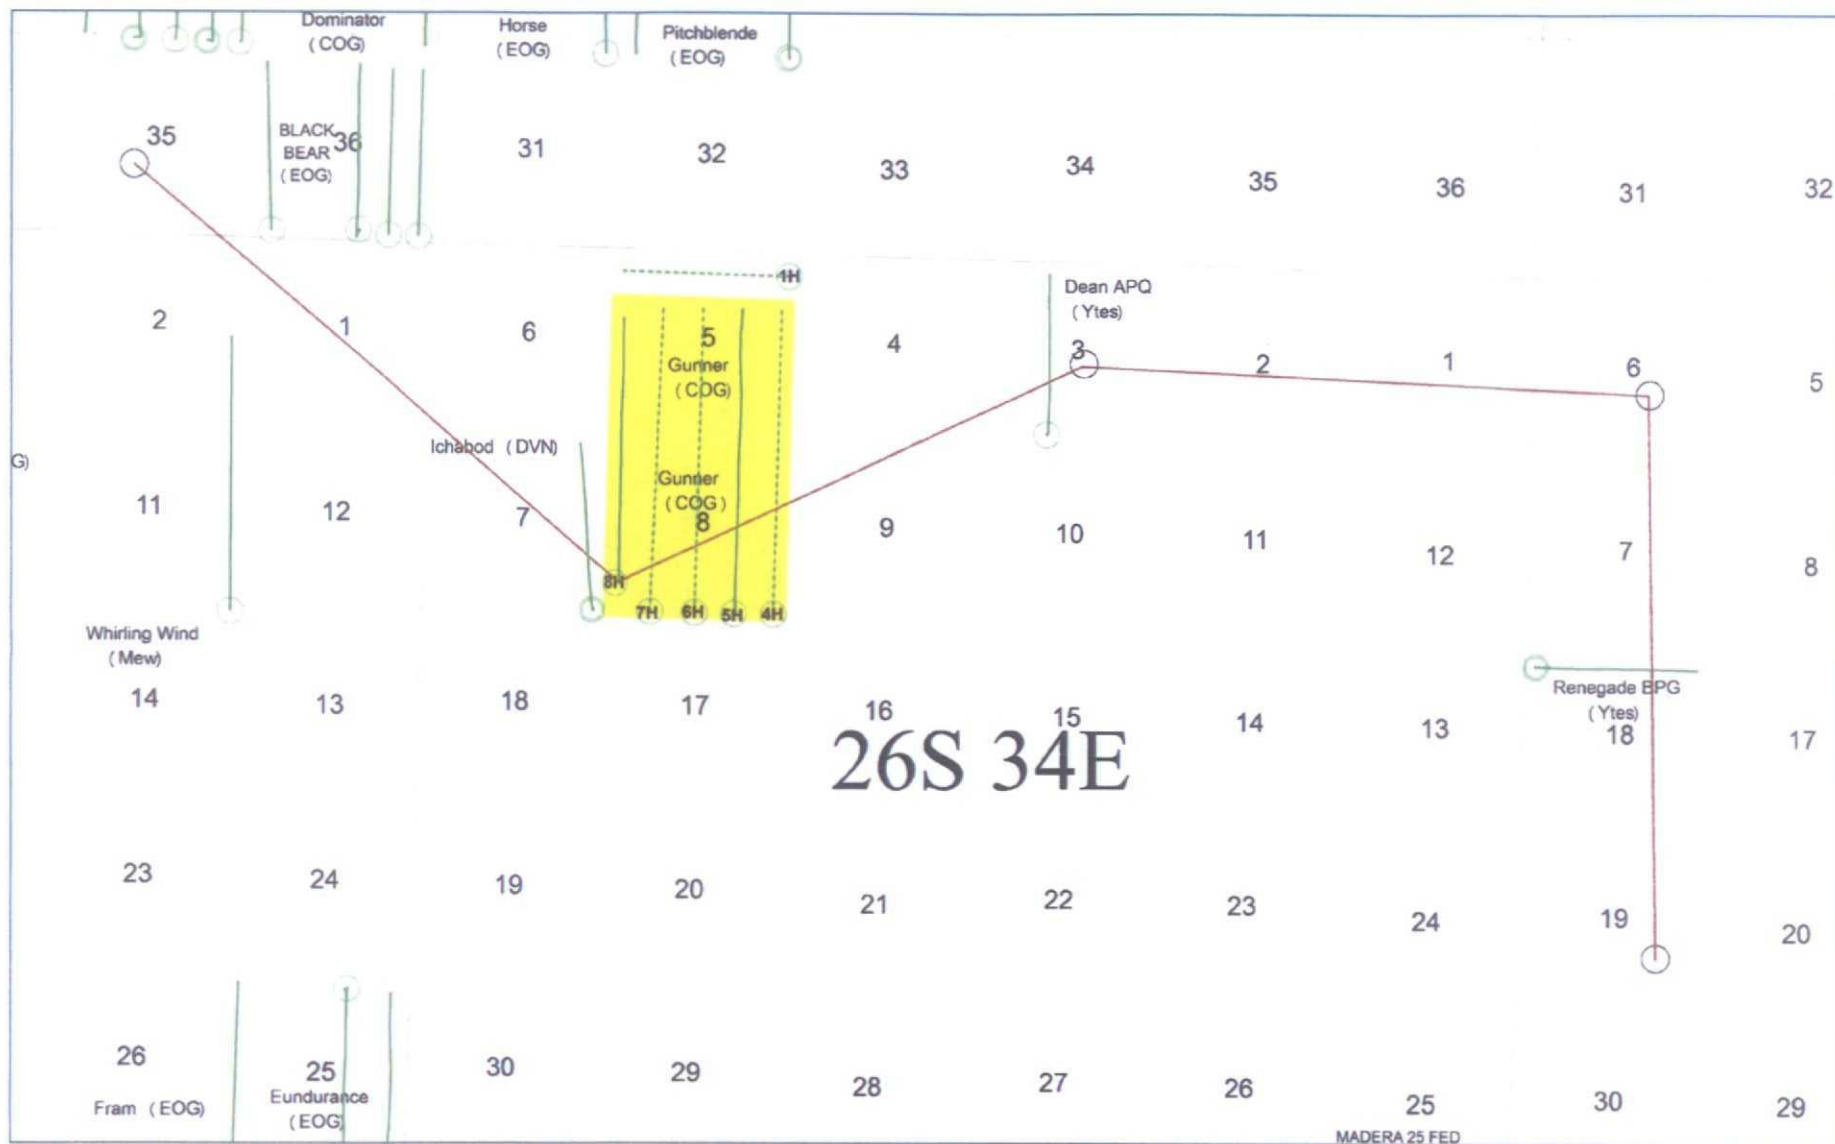 Dominator
(COG)
Horse
(EOG)
Pitchblende
(EOG)
35
BLACK
BEAR
(EOG)
36
31
32
33
34
35
36
31
32
1H
2
1
6
5
Gunner
(COG)
4
Dean APQ
(Ytes)
3
2
1
6
5
G)
Ichabod (DVN)
Gunner
(COG)
11
12
7
8
9
10
11
12
7
8
8H
7H
6H
5H
4H
Whirling Wind
(Mew)
14
13
18
17
16
15
14
13
Renegade BPG
(Ytes)
18
17
26S 34E
23
24
19
20
21
22
23
24
19
20
26
25
30
29
28
27
26
25
30
29
Fram (EOG)
Eundurance
(EOG)
MADERA 25 FED